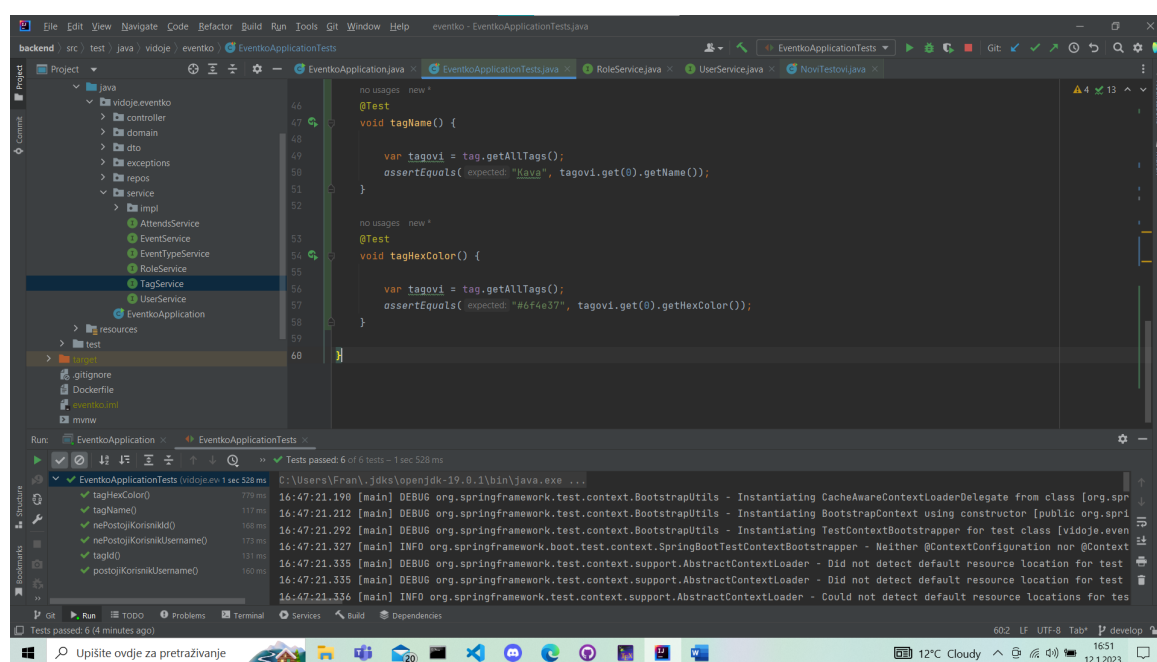 File Edit View Navigate Code Refactor Build Run Tools Git Window Help eventko - EventkoApplicationTests.java
backend src test java vidoje eventko EventkoApplicationTests EventkoApplicationTests Git:
Project EventkoApplication.java EventkoApplicationTests.java RoleService.java UserService.java NoviTestovi.java
java
vidoje.eventko
controller
domain
dto
exceptions
repos
service
impl
AttendsService
EventService
EventTypeService
RoleService
TagService
UserService
EventkoApplication
resources
test
target
.gitignore
Dockerfile
eventko.iml
mvnw
Project
Commit
no usages new *
4 13
46 @Test
47 void tagName() {
48
49 var tagovi = tag.getAllTags();
50 assertEquals( expected: "Kava", tagovi.get(0).getName());
51 }
52
no usages new *
53 @Test
54 void tagHexColor() {
55
56 var tagovi = tag.getAllTags();
57 assertEquals( expected: "#6f4e37", tagovi.get(0).getHexColor());
58 }
59
60 }
Run: EventkoApplication EventkoApplicationTests
Tests passed: 6 of 6 tests – 1 sec 528 ms
EventkoApplicationTests (vidoje.ev 1 sec 528 ms
tagHexColor() 779 ms
tagName() 117 ms
nePostojiKorisnikId() 168 ms
nePostojiKorisnikUsername() 173 ms
tagId() 131 ms
postojiKorisnikUsername() 160 ms
C:\Users\Fran\.jdks\openjdk-19.0.1\bin\java.exe ...
16:47:21.190 [main] DEBUG org.springframework.test.context.BootstrapUtils - Instantiating CacheAwareContextLoaderDelegate from class [org.spr
16:47:21.212 [main] DEBUG org.springframework.test.context.BootstrapUtils - Instantiating BootstrapContext using constructor [public org.spri
16:47:21.292 [main] DEBUG org.springframework.test.context.BootstrapUtils - Instantiating TestContextBootstrapper for test class [vidoje.even
16:47:21.327 [main] INFO org.springframework.boot.test.context.SpringBootTestContextBootstrapper - Neither @ContextConfiguration nor @Context
16:47:21.335 [main] DEBUG org.springframework.test.context.support.AbstractContextLoader - Did not detect default resource location for test
16:47:21.335 [main] DEBUG org.springframework.test.context.support.AbstractContextLoader - Did not detect default resource location for test
16:47:21.336 [main] INFO org.springframework.test.context.support.AbstractContextLoader - Could not detect default resource locations for tes
Structure
Bookmarks
Git Run TODO Problems Terminal Services Build Dependencies
Tests passed: 6 (4 minutes ago) 60:2 LF UTF-8 Tab* develop
Upišite ovdje za pretraživanje 20 12°C Cloudy 16:51
12.1.2023.